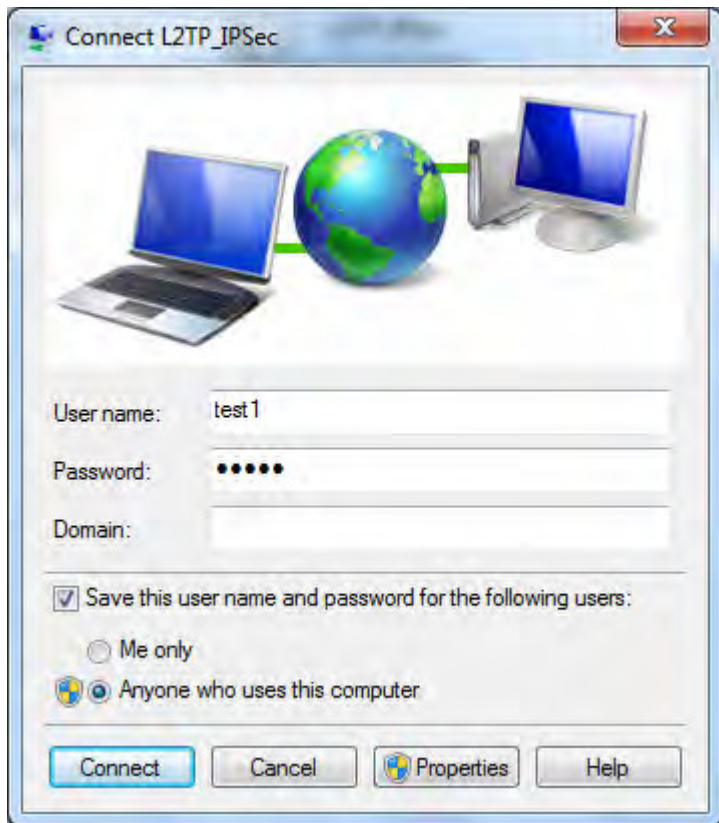 Connect L2TP_IPSec
User name: test1
Password: •••••
Domain:
Save this user name and password for the following users:
Me only
Anyone who uses this computer
Connect Cancel Properties Help